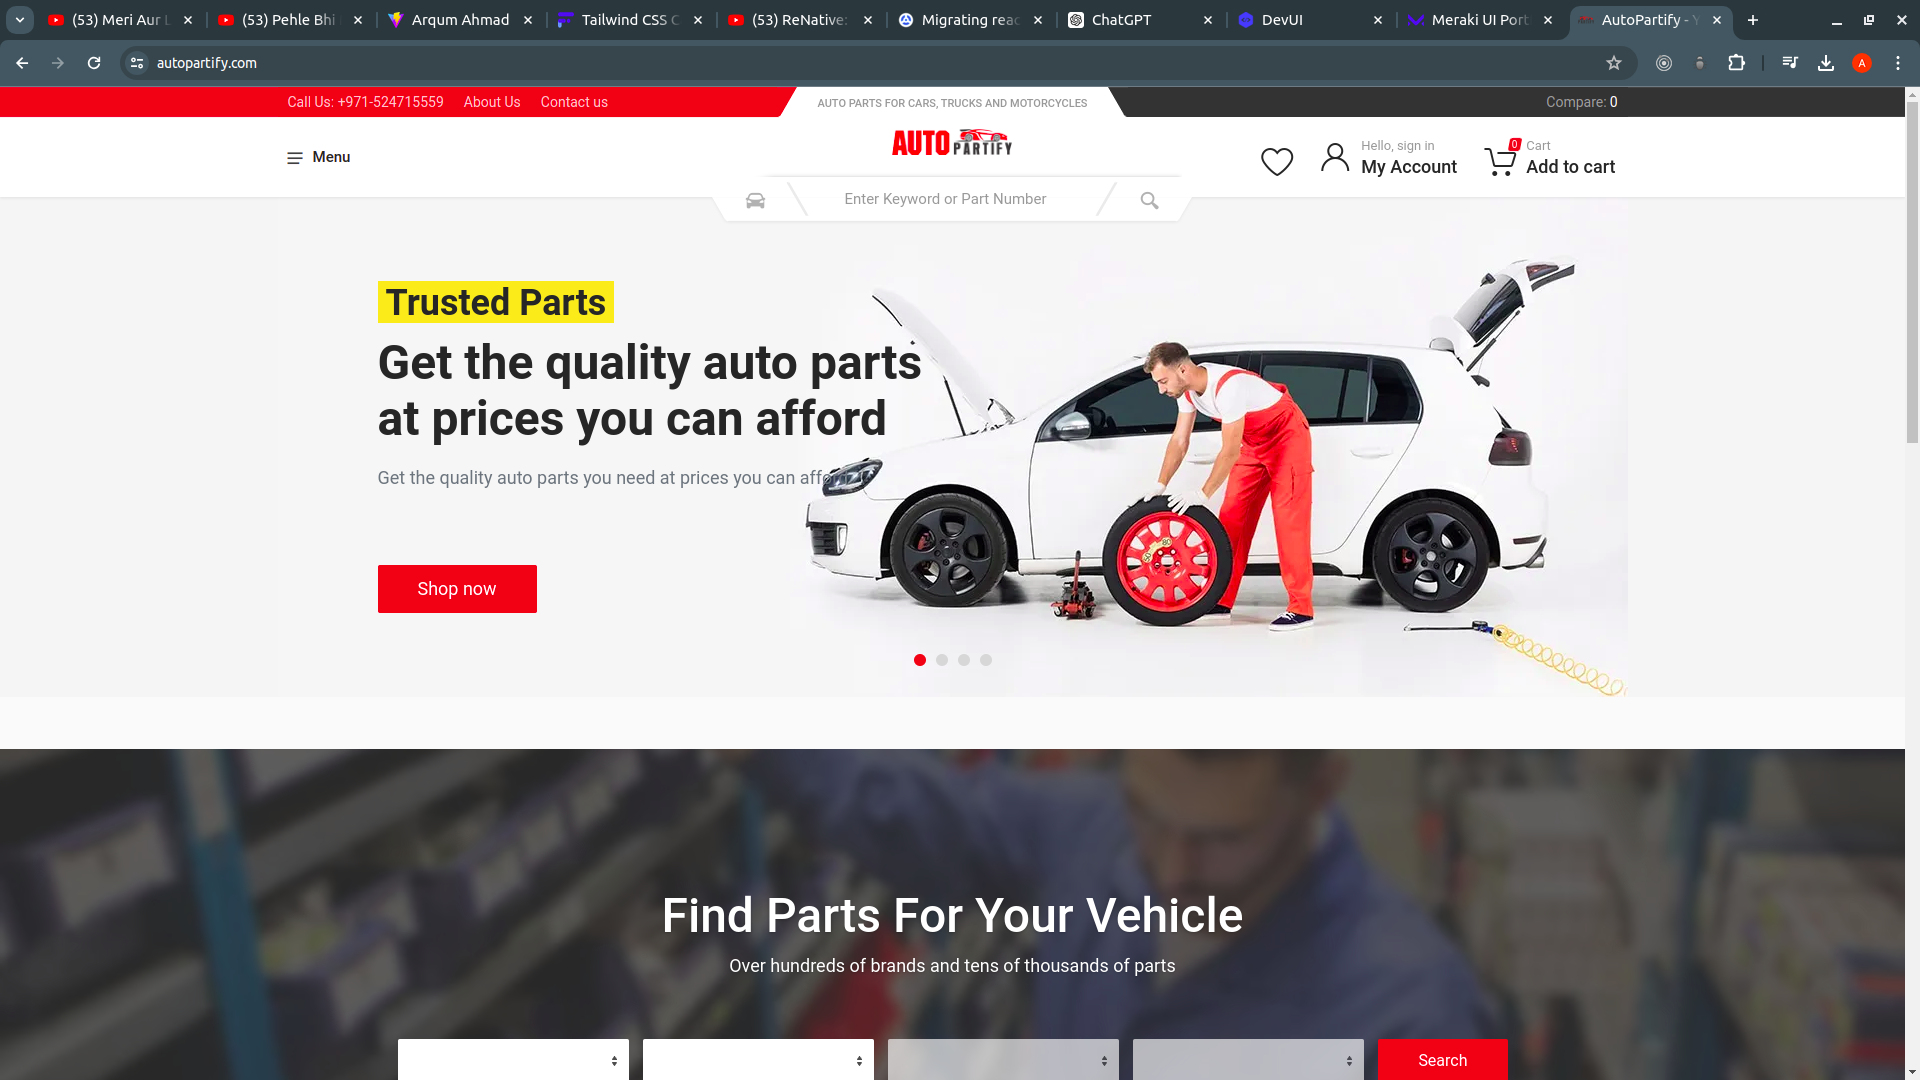 (53) Meri Aur L
(53) Pehle Bhi
Arqum Ahmad
Tailwind CSS C
(53) ReNative:
Migrating reac
ChatGPT
DevUI
Meraki UI Port
AutoPartify - Y
autopartify.com
A
Call Us: +971-524715559
About Us
Contact us
AUTO PARTS FOR CARS, TRUCKS AND MOTORCYCLES
Compare: 0
Menu
AUTO PARTIFY
Hello, sign in
My Account
0
Cart
Add to cart
Enter Keyword or Part Number
Trusted Parts
Get the quality auto parts
at prices you can afford
Get the quality auto parts you need at prices you can afford
Shop now
Find Parts For Your Vehicle
Over hundreds of brands and tens of thousands of parts
Search